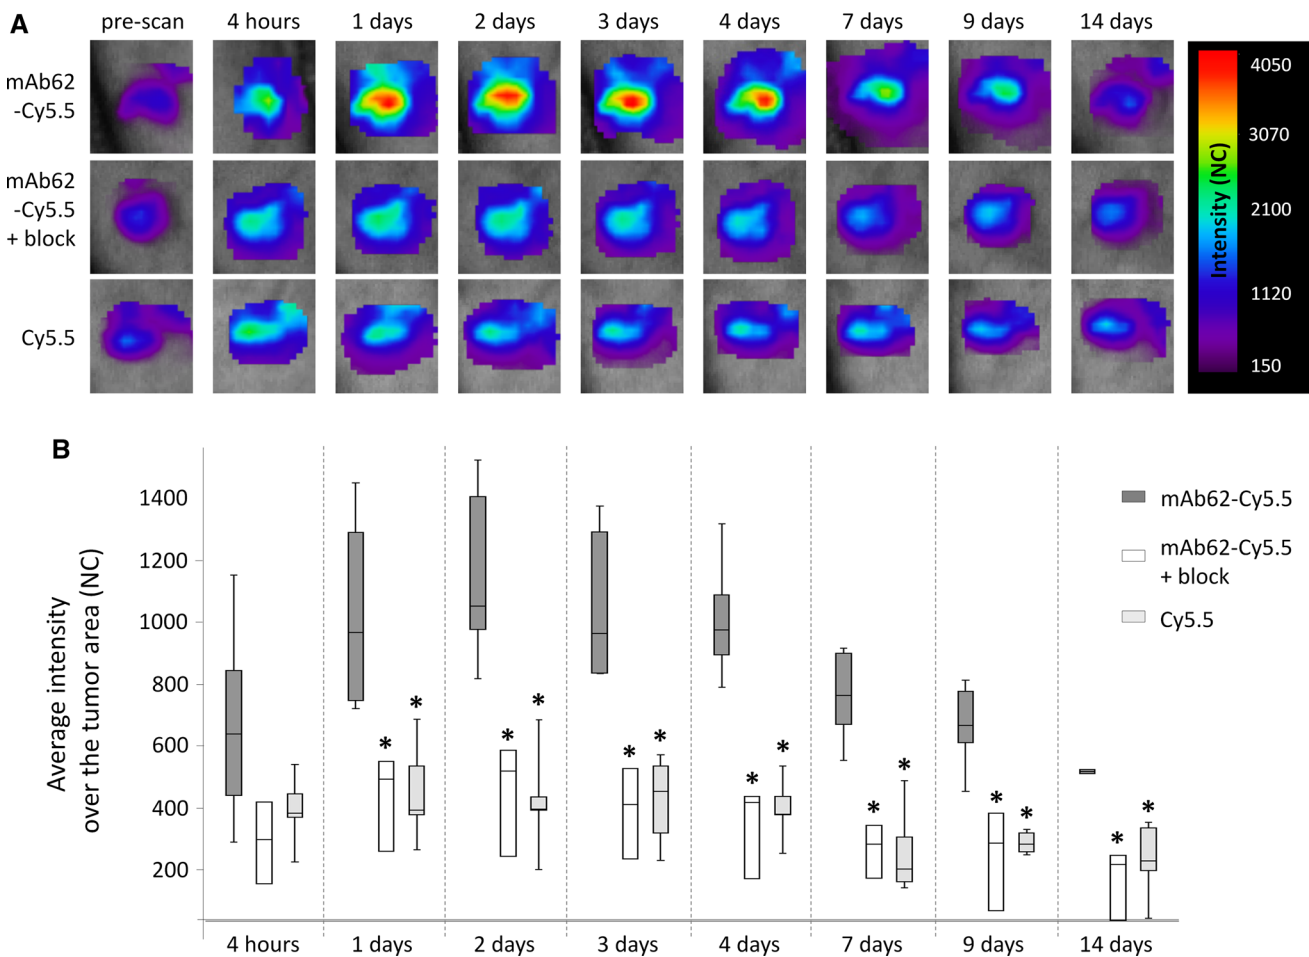 A
pre-scan 4 hours 1 days 2 days 3 days 4 days 7 days 9 days 14 days
mAb62
-Cy5.5
mAb62
-Cy5.5
+ block
Cy5.5
Intensity (NC)
4050
3070
2100
1120
150
B
Average intensity
over the tumor area (NC)
1400
1200
1000
800
600
400
200
* * * * * * * * * * * * * *
4 hours 1 days 2 days 3 days 4 days 7 days 9 days 14 days
mAb62-Cy5.5
mAb62-Cy5.5
+ block
Cy5.5